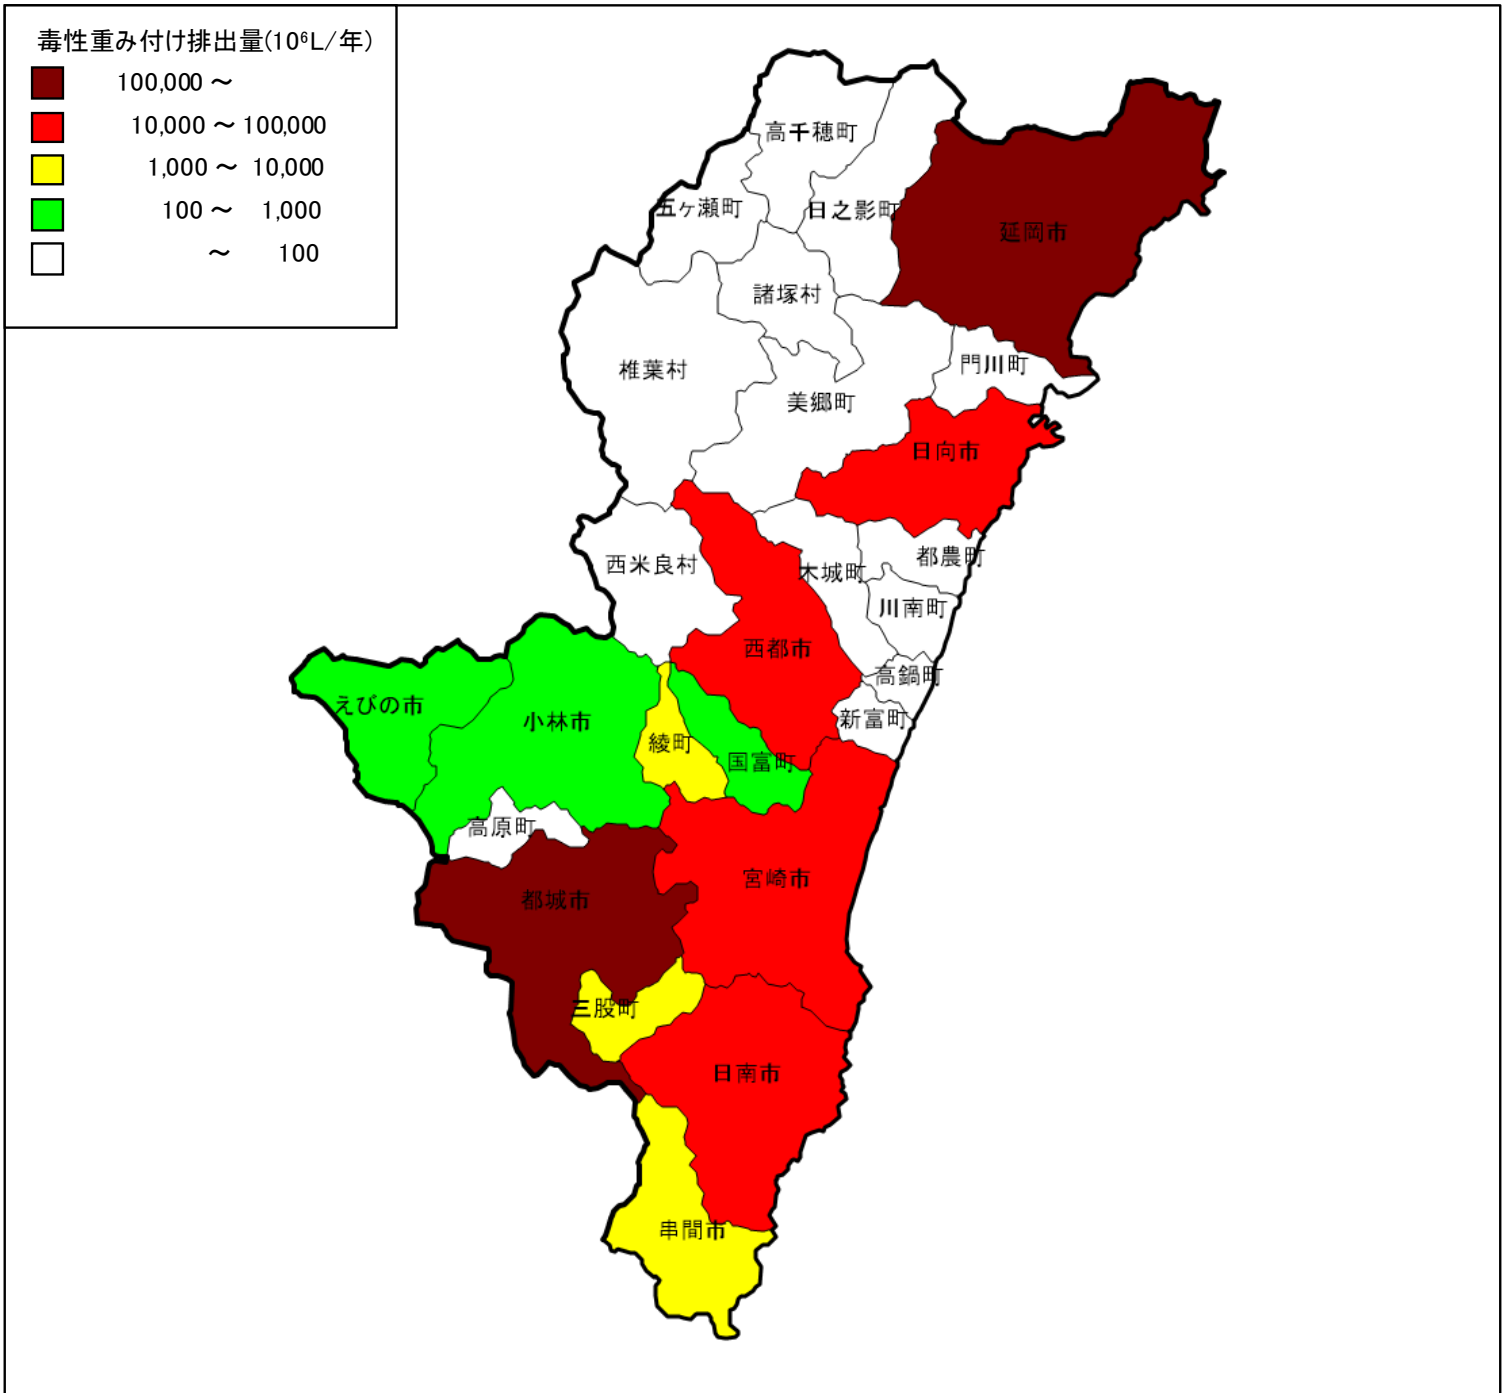 毒性重み付け排出量(10⁶L/年)
100,000 ~
10,000 ~ 100,000
1,000 ~ 10,000
100 ~ 1,000
~ 100
高千穂町
五ヶ瀬町
日之影町
延岡市
諸塚村
椎葉村
門川町
美郷町
日向市
西米良村
木城町
都農町
川南町
西都市
高鍋町
えびの市
小林市
新富町
綾町
国富町
高原町
宮崎市
都城市
三股町
日南市
串間市